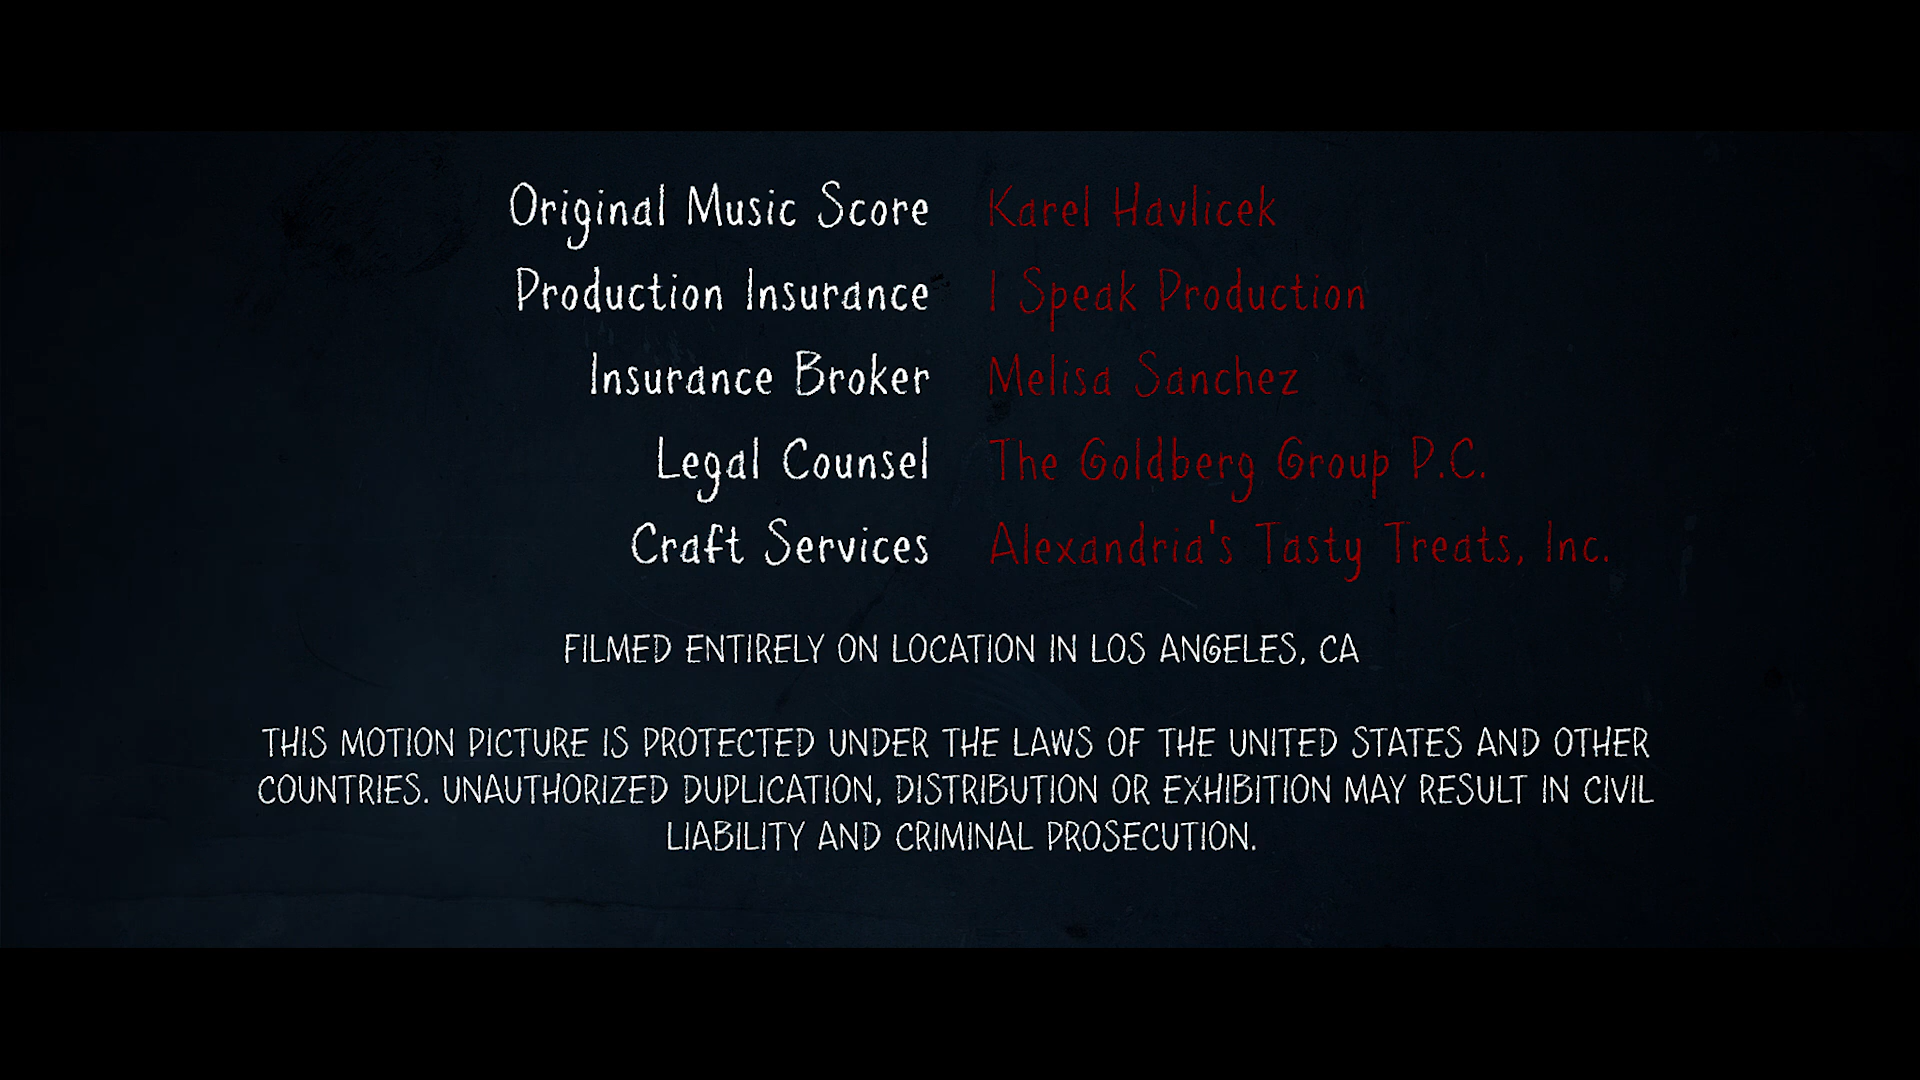 Original Music Score Karel Havlicek
Production Insurance I Speak Production
Insurance Broker Melisa Sanchez
Legal Counsel The Goldberg Group P.C.
Craft Services Alexandria's Tasty Treats, Inc.
FILMED ENTIRELY ON LOCATION IN LOS ANGELES, CA
THIS MOTION PICTURE IS PROTECTED UNDER THE LAWS OF THE UNITED STATES AND OTHER
COUNTRIES. UNAUTHORIZED DUPLICATION, DISTRIBUTION OR EXHIBITION MAY RESULT IN CIVIL
LIABILITY AND CRIMINAL PROSECUTION.